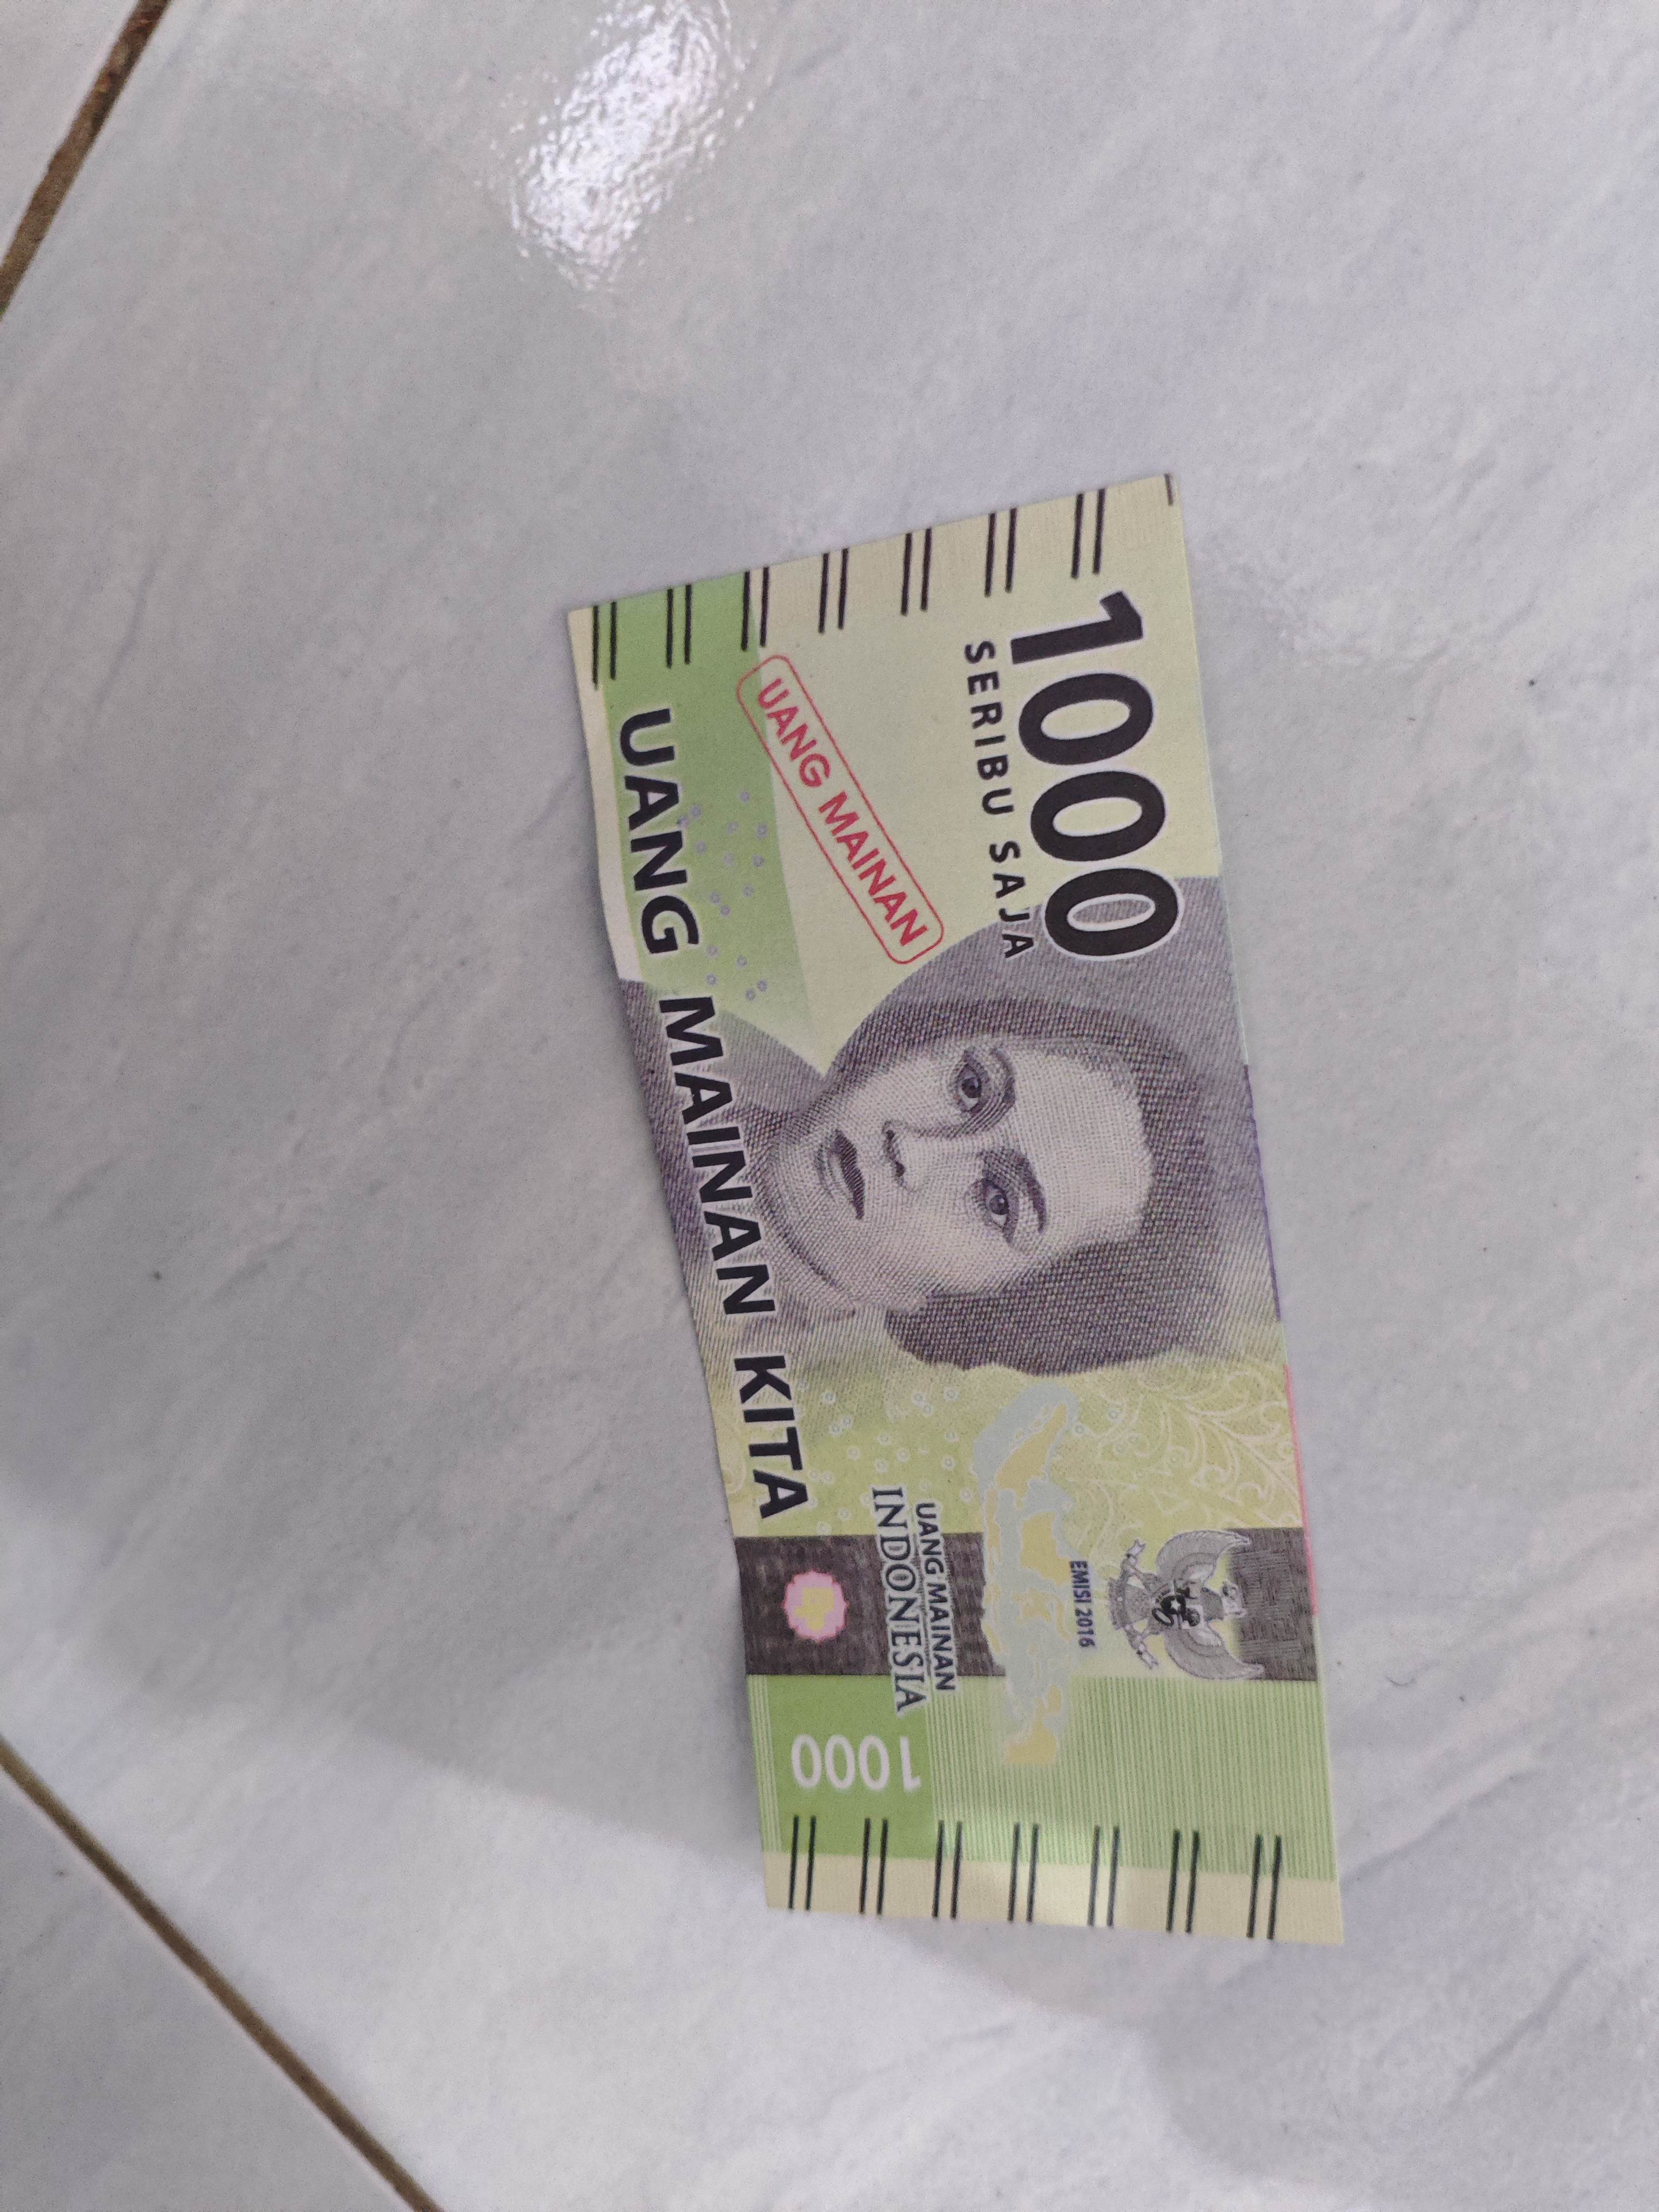 1000
SERIBU SAJA
UANG MAINAN
UANG MAINAN KITA
EMISI 2016
UANG MAINAN
INDONESIA
1000